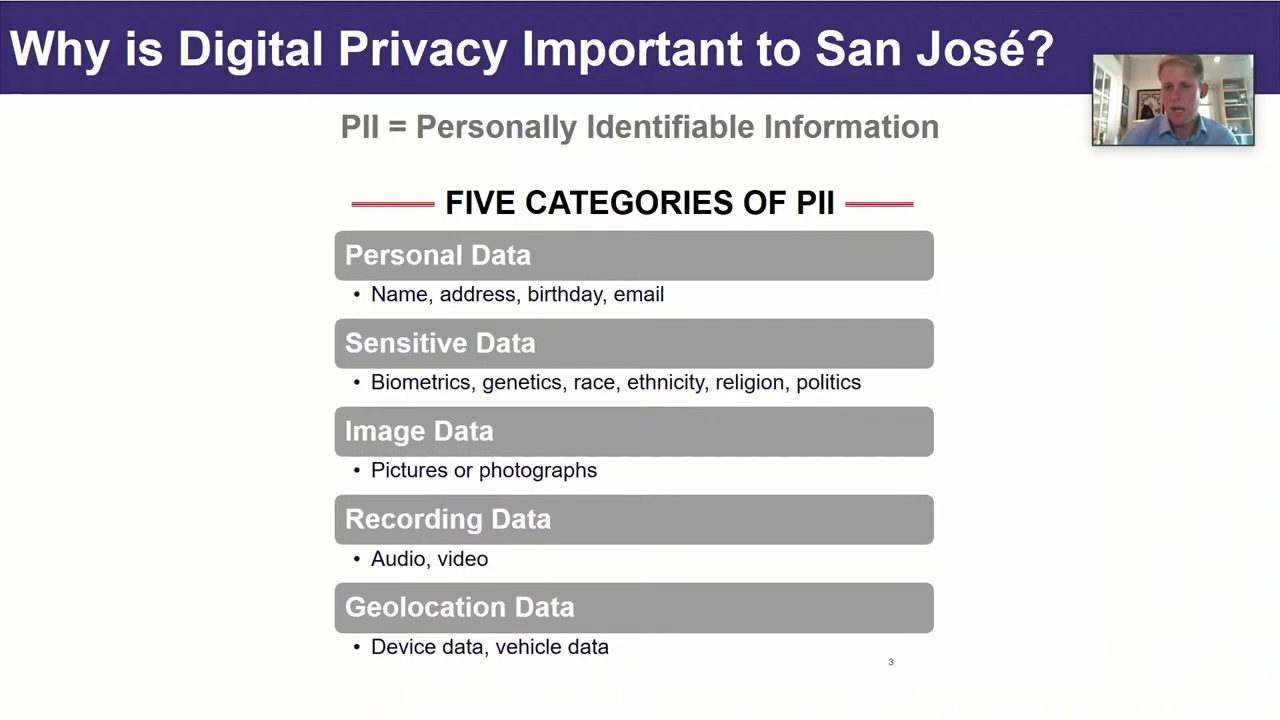 Why is Digital Privacy Important to San José?
PII = Personally Identifiable Information
FIVE CATEGORIES OF PII
Personal Data
• Name, address, birthday, email
Sensitive Data
• Biometrics, genetics, race, ethnicity, religion, politics
Image Data
• Pictures or photographs
Recording Data
• Audio, video
Geolocation Data
• Device data, vehicle data
3